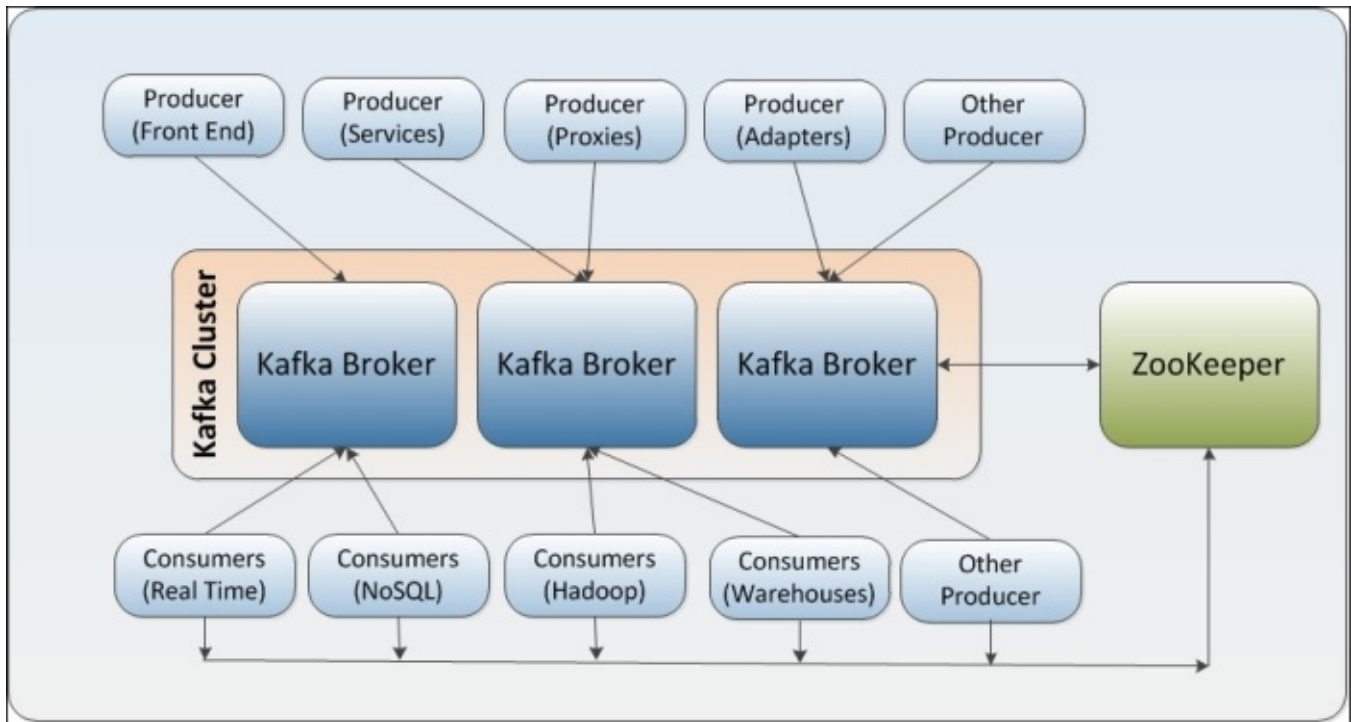 Producer
(Front End)
Producer
(Services)
Producer
(Proxies)
Producer
(Adapters)
Other
Producer
Kafka Cluster
Kafka Broker
Kafka Broker
Kafka Broker
ZooKeeper
Consumers
(Real Time)
Consumers
(NoSQL)
Consumers
(Hadoop)
Consumers
(Warehouses)
Other
Producer